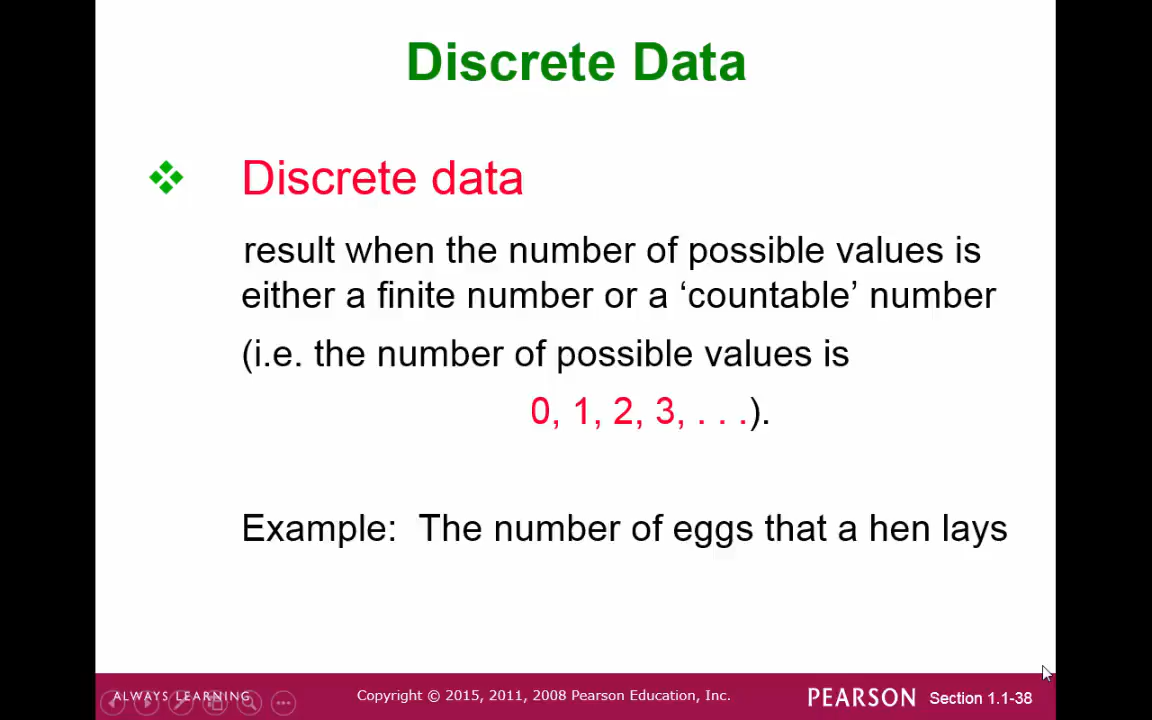 Discrete Data
Discrete data
result when the number of possible values is
either a finite number or a ‘countable’ number
(i.e. the number of possible values is
0, 1, 2, 3, . . .).
Example: The number of eggs that a hen lays
ALWAYS LEARNING
Copyright © 2015, 2011, 2008 Pearson Education, Inc.
PEARSON
Section 1.1-38